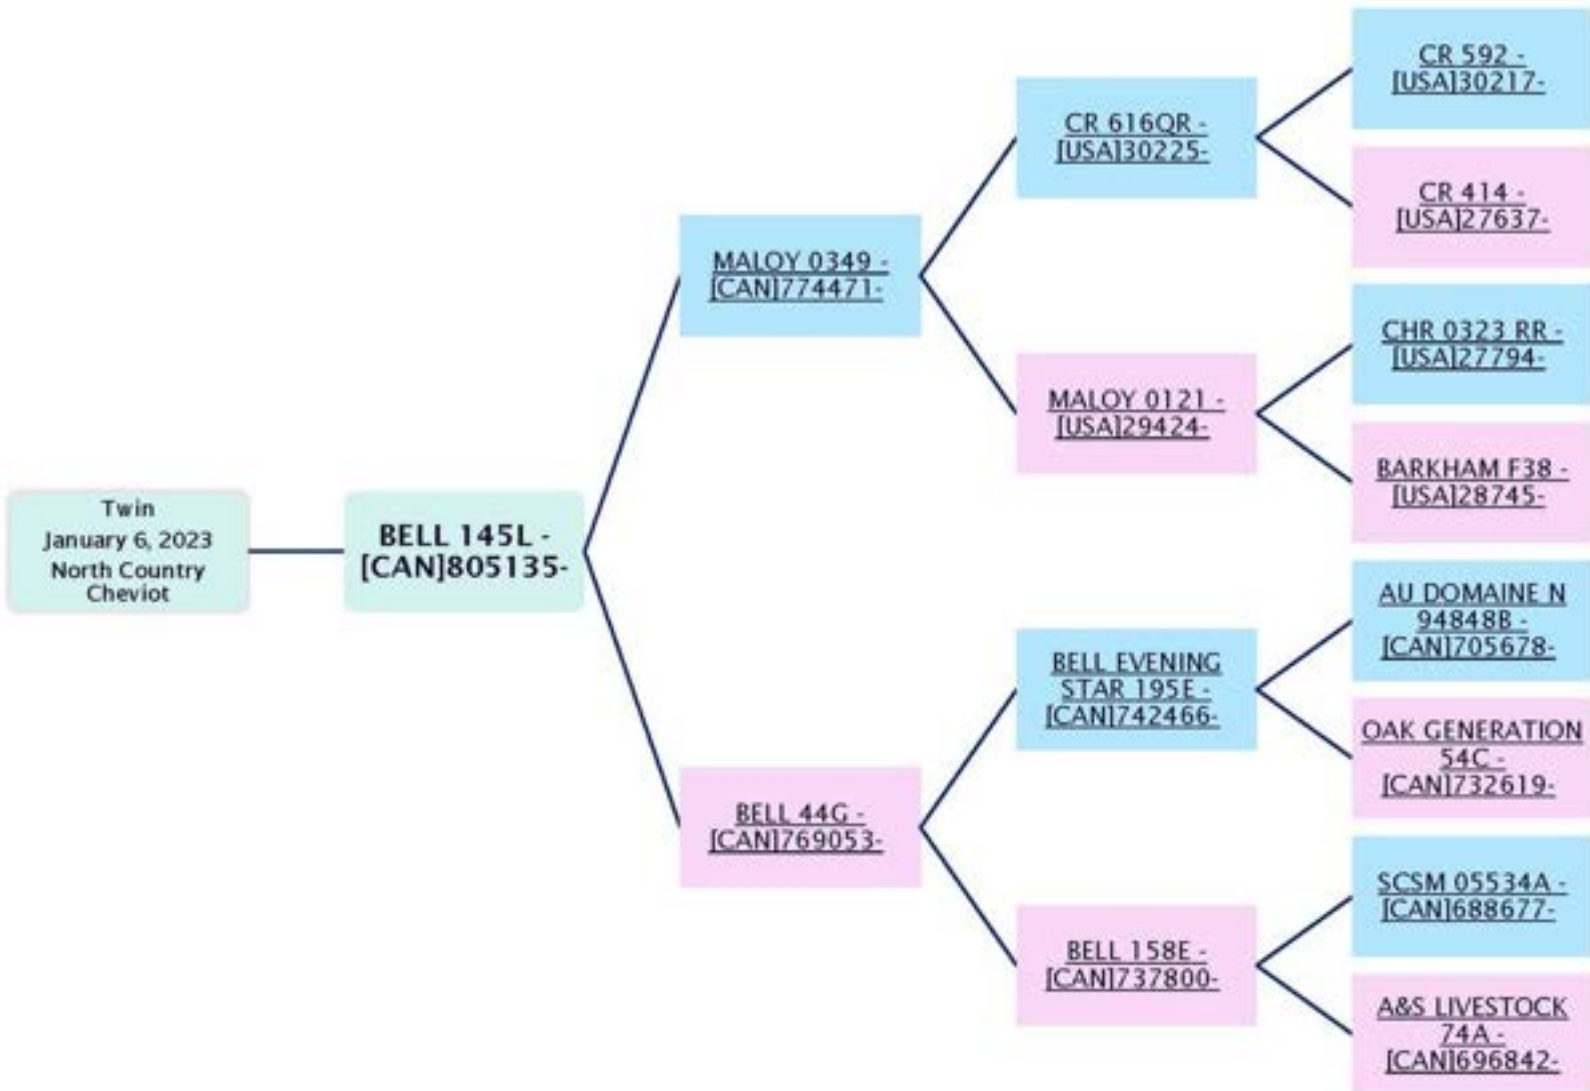 Twin
January 6, 2023
North Country
Cheviot
BELL 145L -
[CAN]805135-
MALOY 0349 -
[CAN]774471-
BELL 44G -
[CAN]769053-
CR 616QR -
[USA]30225-
MALOY 0121 -
[USA]29424-
BELL EVENING
STAR 195E -
[CAN]742466-
BELL 158E -
[CAN]737800-
CR 592 -
[USA]30217-
CR 414 -
[USA]27637-
CHR 0323 RR -
[USA]27794-
BARKHAM F38 -
[USA]28745-
AU DOMAINE N
94848B -
[CAN]705678-
OAK GENERATION
54C -
[CAN]732619-
SCSM 05534A -
[CAN]688677-
A&S LIVESTOCK
74A -
[CAN]696842-